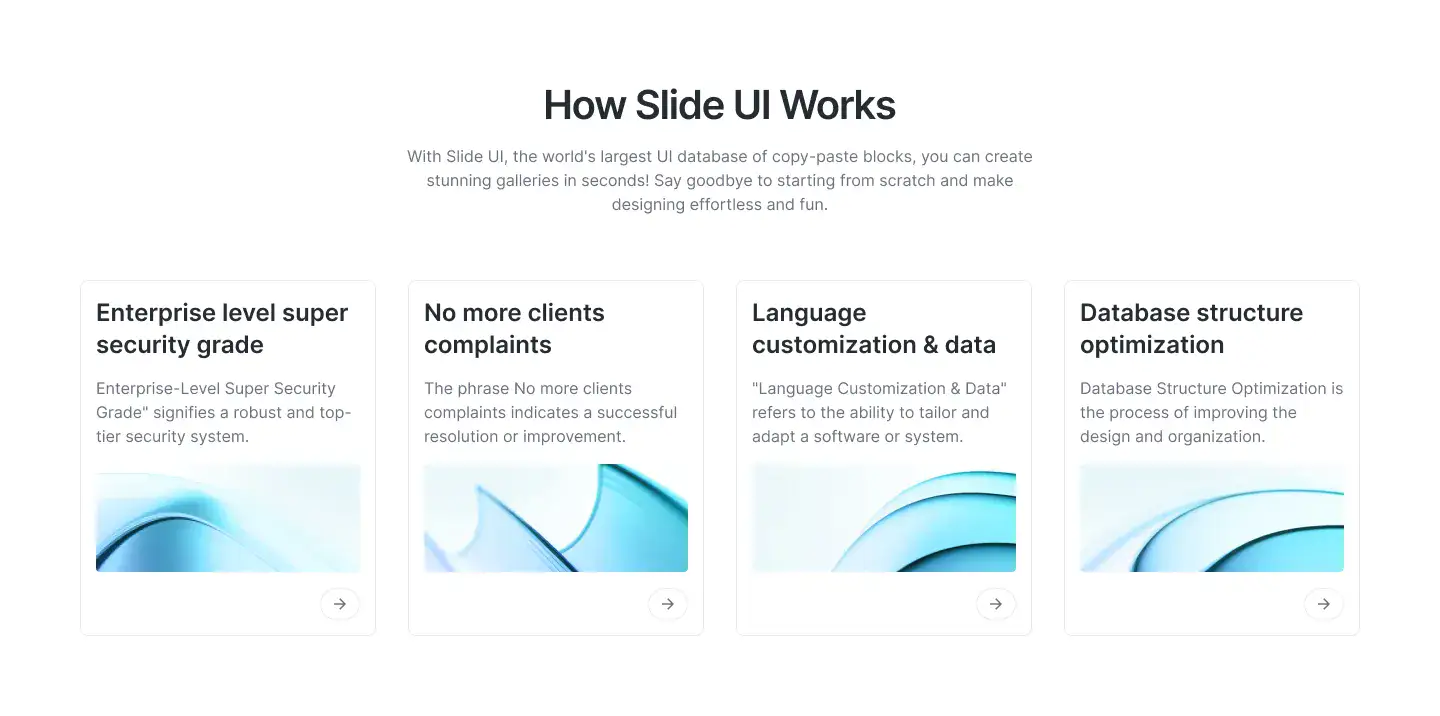 How Slide UI Works
With Slide UI, the world's largest UI database of copy-paste blocks, you can create
stunning galleries in seconds! Say goodbye to starting from scratch and make
designing effortless and fun.
Enterprise level super
security grade
Enterprise-Level Super Security
Grade" signifies a robust and top-
tier security system.
No more clients
complaints
The phrase No more clients
complaints indicates a successful
resolution or improvement.
Language
customization & data
"Language Customization & Data"
refers to the ability to tailor and
adapt a software or system.
Database structure
optimization
Database Structure Optimization is
the process of improving the
design and organization.